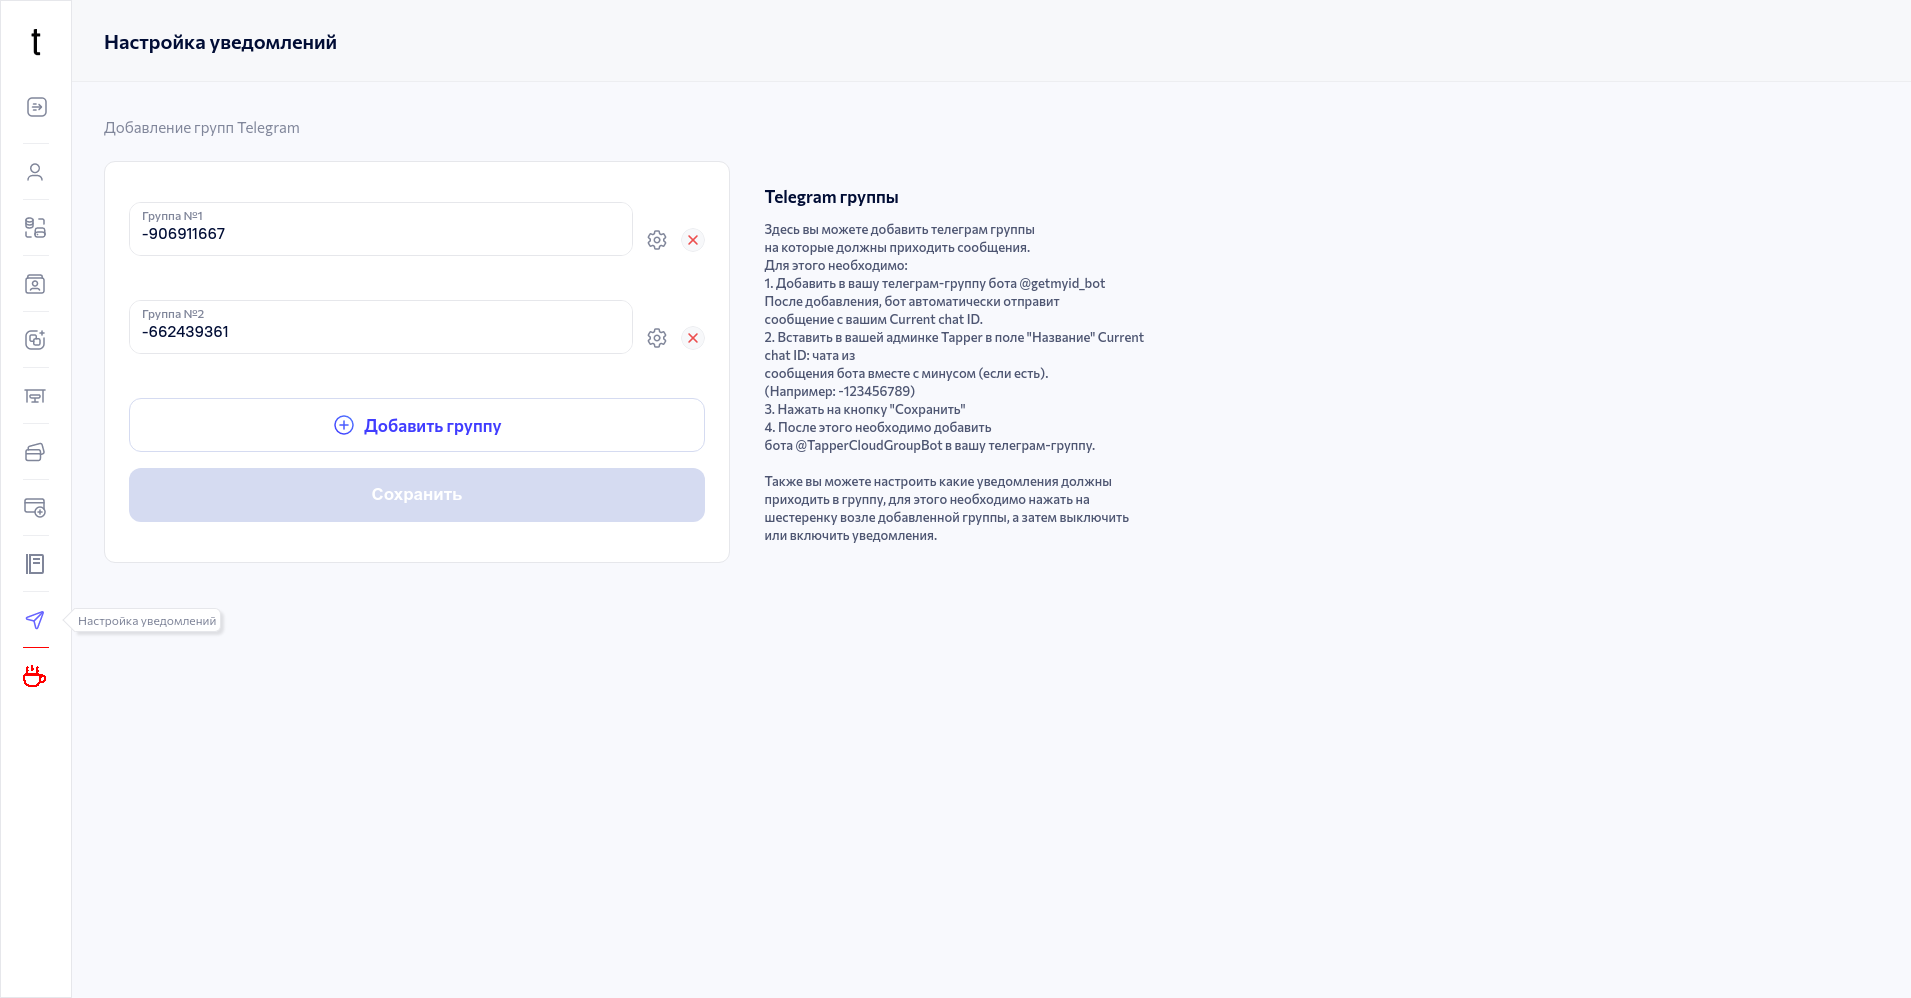 t
Настройка уведомлений
Добавление групп Telegram
Группа №1
-906911667
Группа №2
-662439361
Добавить группу
Сохранить
Telegram группы
Здесь вы можете добавить телеграм группы
на которые должны приходить сообщения.
Для этого необходимо:
1. Добавить в вашу телеграм-группу бота @getmyid_bot
После добавления, бот автоматически отправит
сообщение с вашим Current chat ID.
2. Вставить в вашей админке Tapper в поле "Название" Current
chat ID: чата из
сообщения бота вместе с минусом (если есть).
(Например: -123456789)
3. Нажать на кнопку "Сохранить"
4. После этого необходимо добавить
бота @TapperCloudGroupBot в вашу телеграм-группу.
Также вы можете настроить какие уведомления должны
приходить в группу, для этого необходимо нажать на
шестеренку возле добавленной группы, а затем выключить
или включить уведомления.
Настройка уведомлений